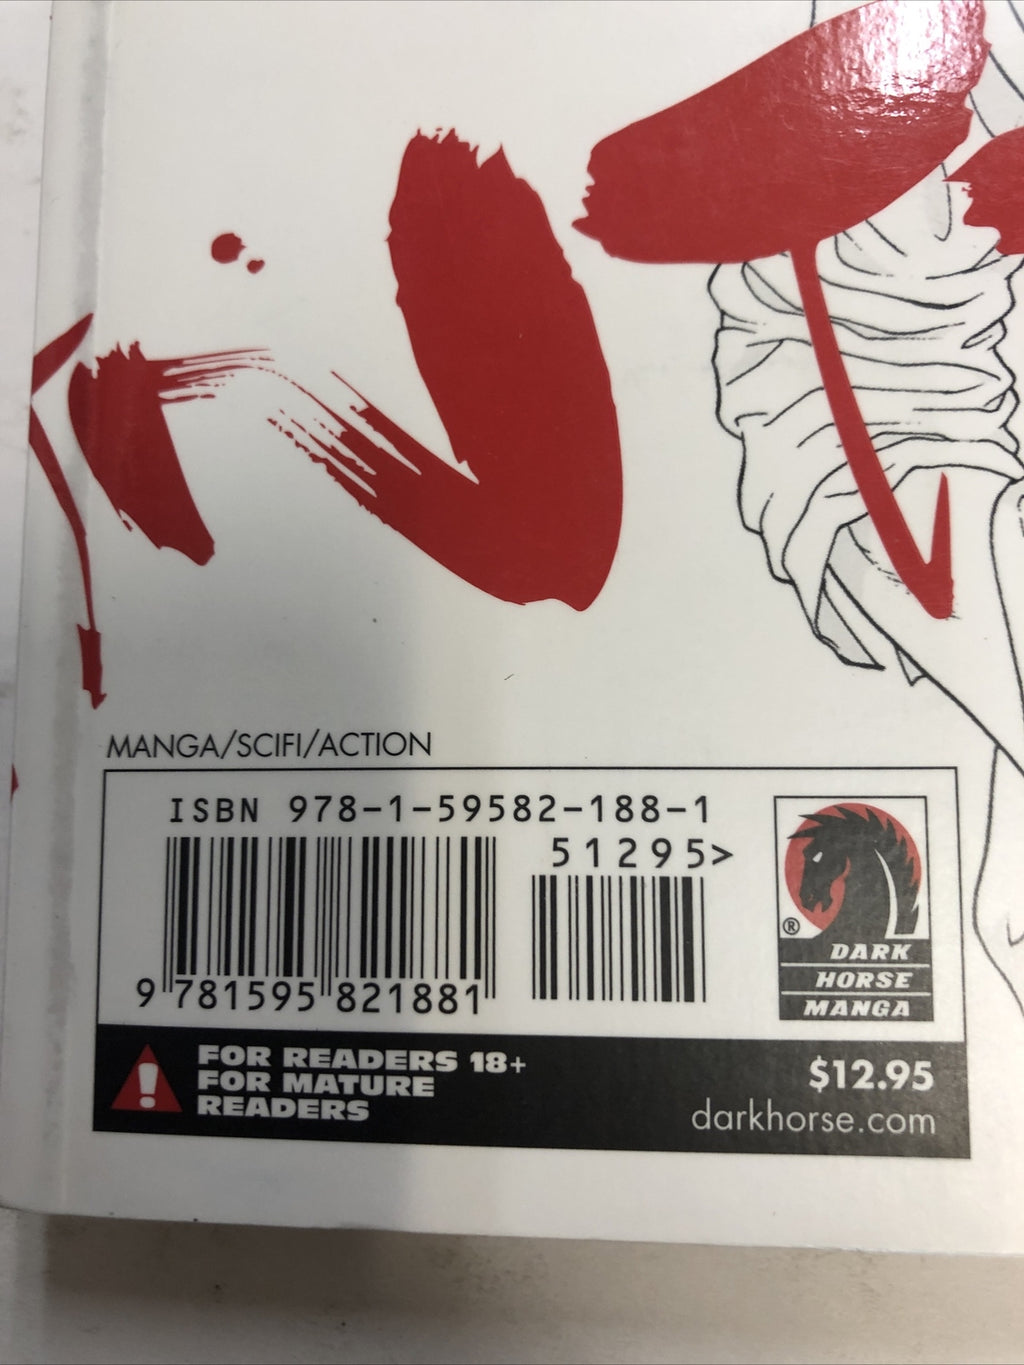 MANGA/SCIFI/ACTION
ISBN 978-1-59582-188-1
51295>
9 781595 821881
®
DARK
HORSE
MANGA
FOR READERS 18+
FOR MATURE
READERS
$12.95
darkhorse.com